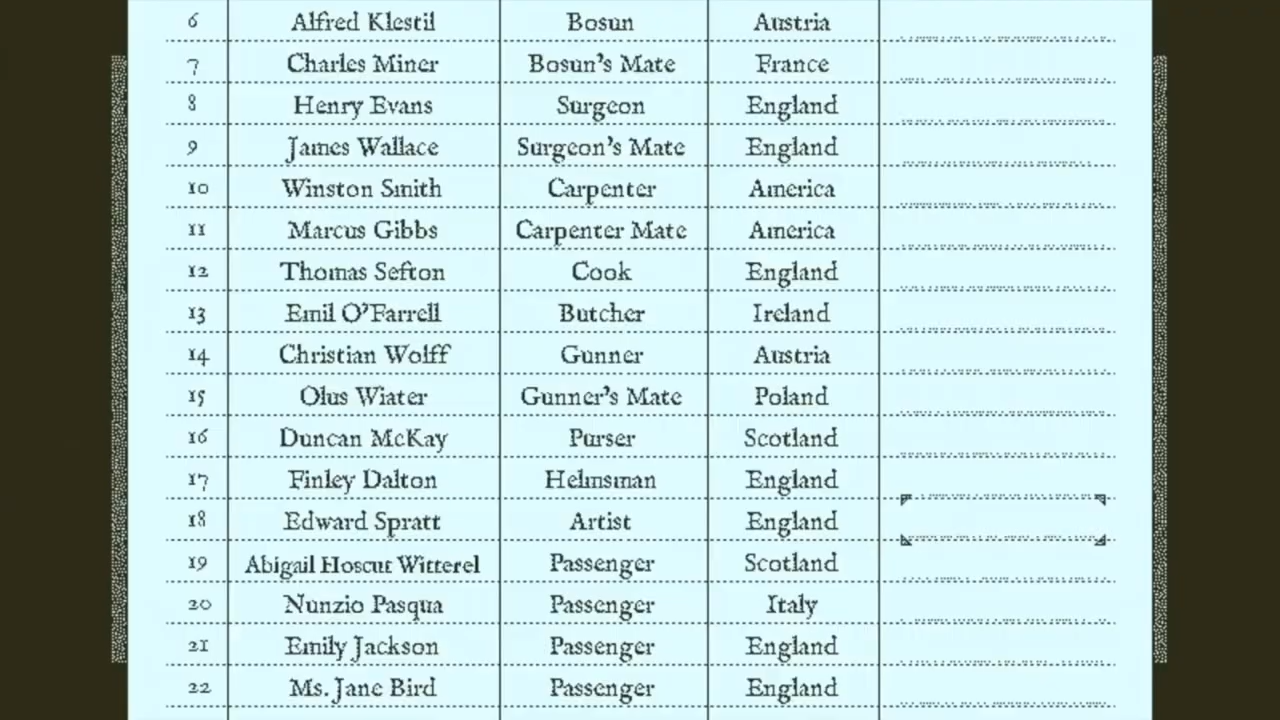 6 Alfred Klestil Bosun Austria
7 Charles Miner Bosun's Mate France
8 Henry Evans Surgeon England
9 James Wallace Surgeon's Mate England
10 Winston Smith Carpenter America
11 Marcus Gibbs Carpenter Mate America
12 Thomas Sefton Cook England
13 Emil O'Farrell Butcher Ireland
14 Christian Wolff Gunner Austria
15 Olus Wiater Gunner's Mate Poland
16 Duncan McKay Purser Scotland
17 Finley Dalton Helmsman England
18 Edward Spratt Artist England
19 Abigail Hoscut Witterel Passenger Scotland
20 Nunzio Pasqua Passenger Italy
21 Emily Jackson Passenger England
22 Ms. Jane Bird Passenger England